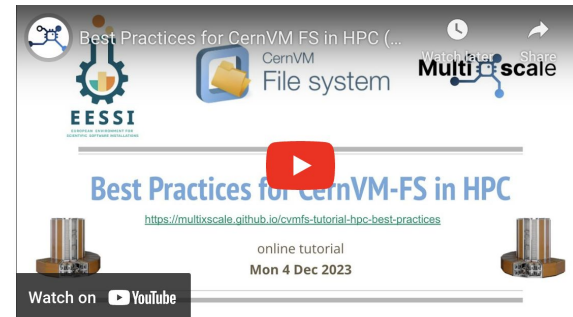 Best Practices for CernVM FS in HPC (...
Watch later
Share
EESSI
EUROPEAN ENVIRONMENT FOR
SCIENTIFIC SOFTWARE INSTALLATIONS
CernVM
File system
Multi scale
Best Practices for CernVM-FS in HPC
https://multixscale.github.io/cvmfs-tutorial-hpc-best-practices
online tutorial
Mon 4 Dec 2023
Watch on YouTube